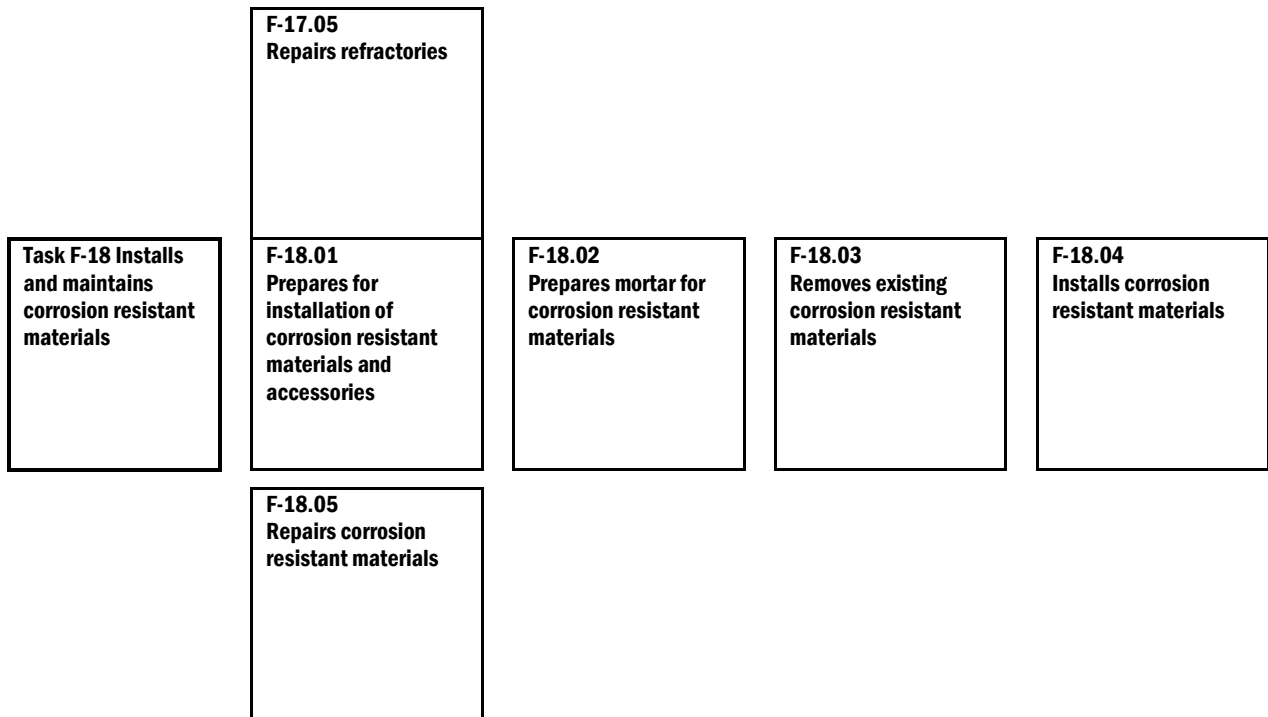 F-17.05
Repairs refractories
Task F-18 Installs
and maintains
corrosion resistant
materials
F-18.01
Prepares for
installation of
corrosion resistant
materials and
accessories
F-18.02
Prepares mortar for
corrosion resistant
materials
F-18.03
Removes existing
corrosion resistant
materials
F-18.04
Installs corrosion
resistant materials
F-18.05
Repairs corrosion
resistant materials